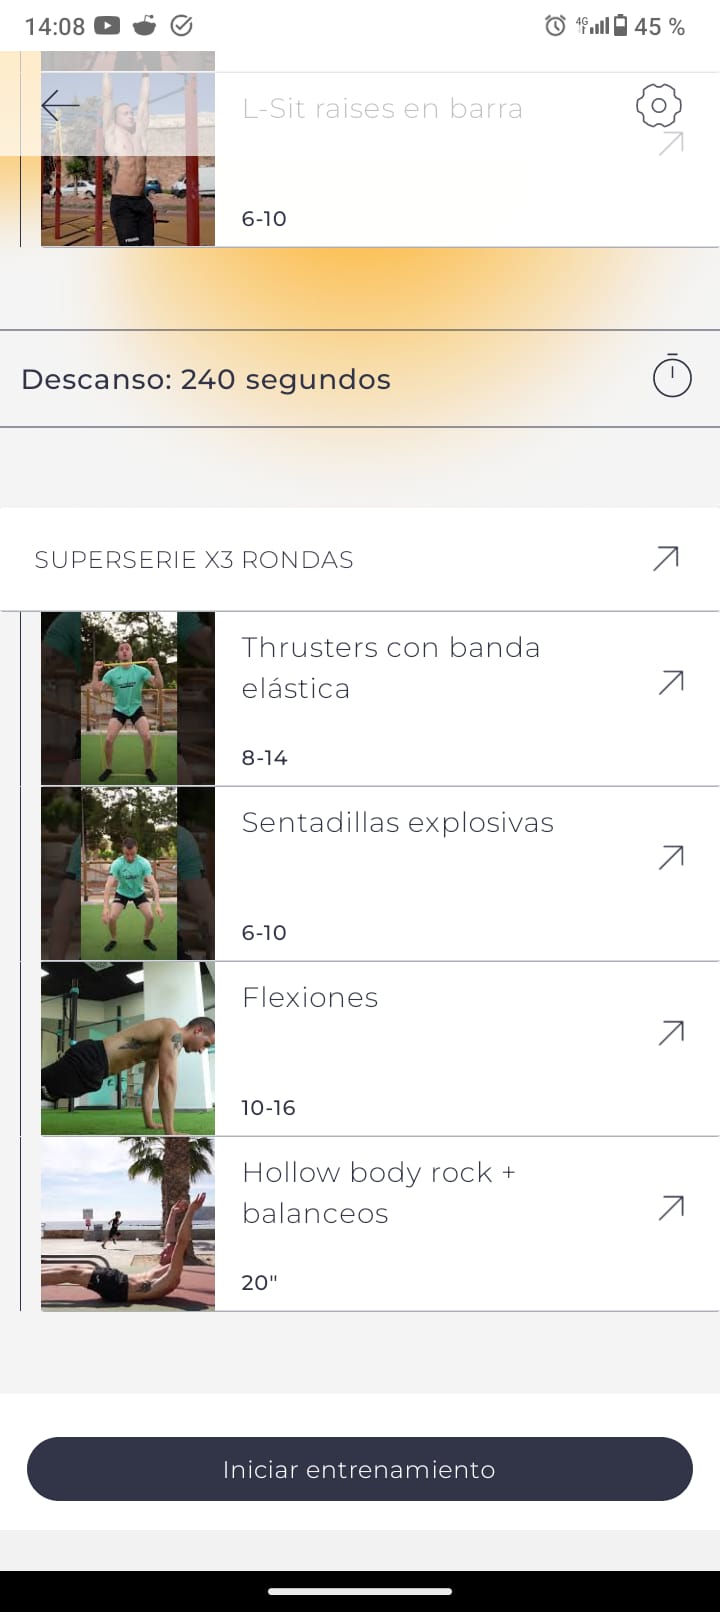 14:08
4G
45 %
L-Sit raises en barra
6-10
Descanso: 240 segundos
SUPERSERIE X3 RONDAS
Thrusters con banda
elástica
8-14
Sentadillas explosivas
6-10
Flexiones
10-16
Hollow body rock +
balanceos
20"
Iniciar entrenamiento